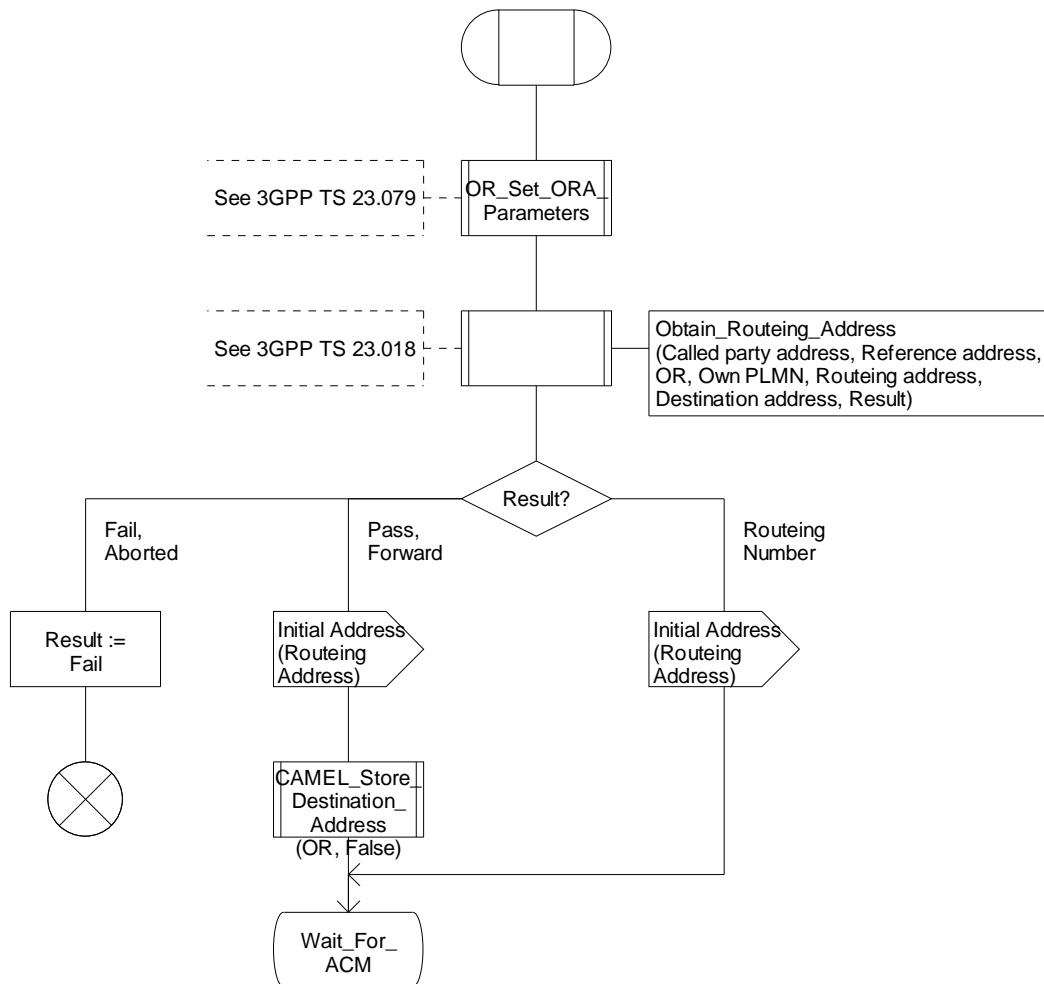 See 3GPP TS 23.079
OR_Set_ORA_
Parameters
See 3GPP TS 23.018
Obtain_Routeing_Address
(Called party address, Reference address,
OR, Own PLMN, Routeing address,
Destination address, Result)
Result?
Fail,
Aborted
Pass,
Forward
Routeing
Number
Result :=
Fail
Initial Address
(Routeing
Address)
Initial Address
(Routeing
Address)
CAMEL_Store_
Destination_
Address
(OR, False)
Wait_For_
ACM